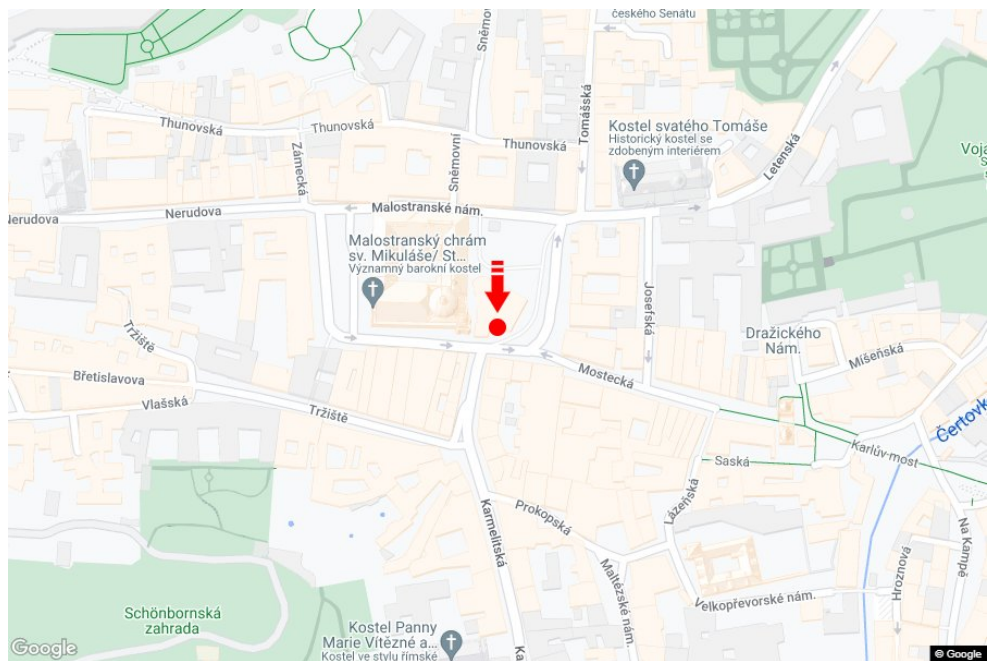 českého Senátu
Sněmovní
Tomášská
Thunovská
Thunovská
Thunovská
Zámecká
Sněmovní
Kostel svatého Tomáše
Historický kostel se
zdobeným interiérem
Letenská
Voja
s
s
Nerudova
Nerudova
Malostranské nám.
Malostranský chrám
sv. Mikuláše/ St...
Významný barokní kostel
Josefská
Dražického
Nám.
Míšeňská
Tržiště
Břetislavova
Vlašská
Tržiště
Mostecká
Čertovk
Karlův most
Saská
Lázeňská
Prokopská
Karmelitská
Maltézské nám.
Velkopřevorské nám.
Hroznová
Na Kampě
Schönbornská
zahrada
Kostel Panny
Marie Vítězné a...
Kostel ve stylu římské
Ka
Google
© Google